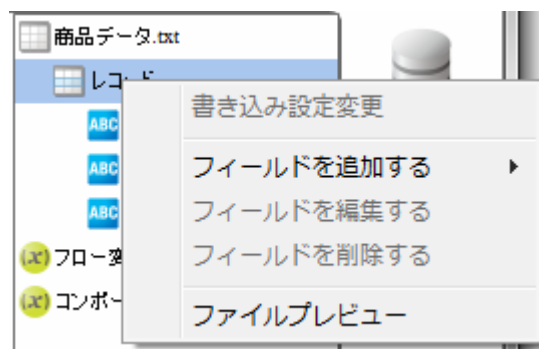 商品データ.txt
レコード
ABC
ABC
ABC
フロー変
コンポー
書き込み設定変更
フィールドを追加する
フィールドを編集する
フィールドを削除する
ファイルプレビュー